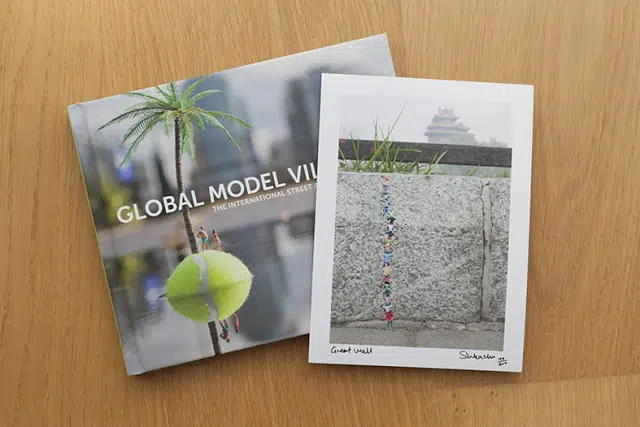 GLOBAL MODEL VIL
THE INTERNATIONAL STREET A
Great Wall
Slinkachu